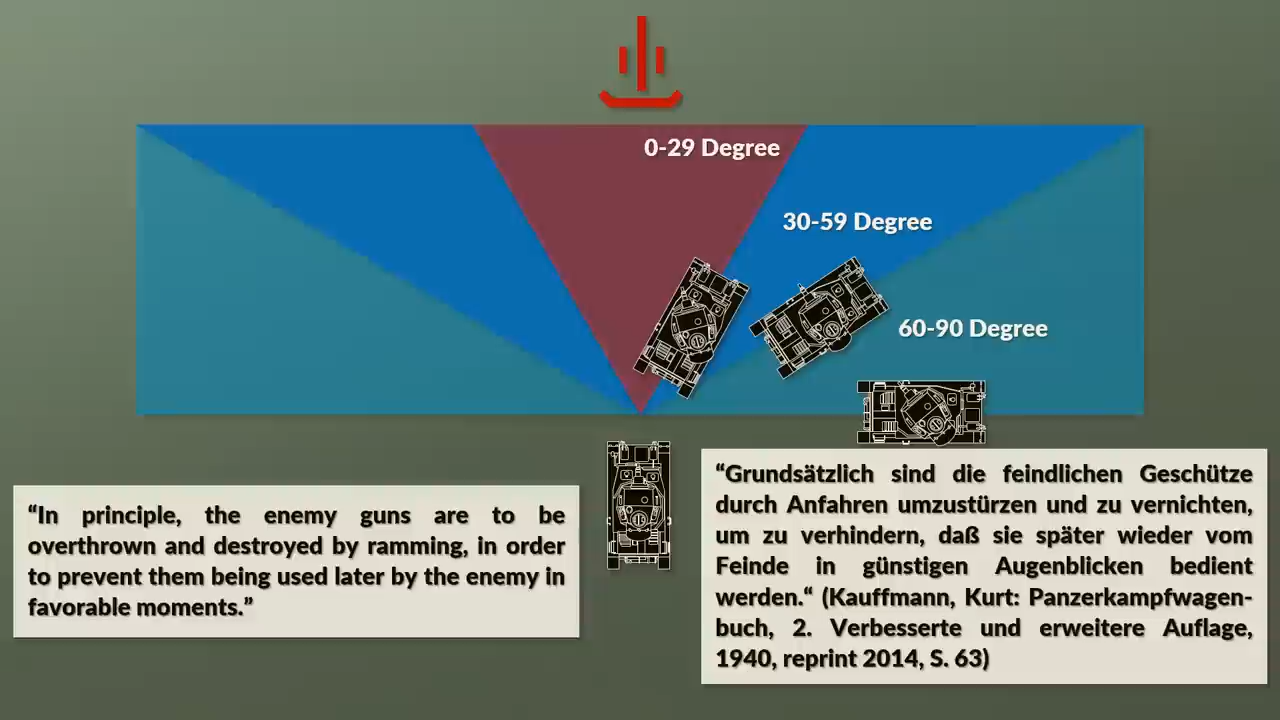 0-29 Degree
30-59 Degree
60-90 Degree
“In principle, the enemy guns are to be
overthrown and destroyed by ramming, in order
to prevent them being used later by the enemy in
favorable moments.”
“Grundsätzlich sind die feindlichen Geschütze
durch Anfahren umzustürzen und zu vernichten,
um zu verhindern, daß sie später wieder vom
Feinde in günstigen Augenblicken bedient
werden.“ (Kauffmann, Kurt: Panzerkampfwagen-
buch, 2. Verbesserte und erweitere Auflage,
1940, reprint 2014, S. 63)